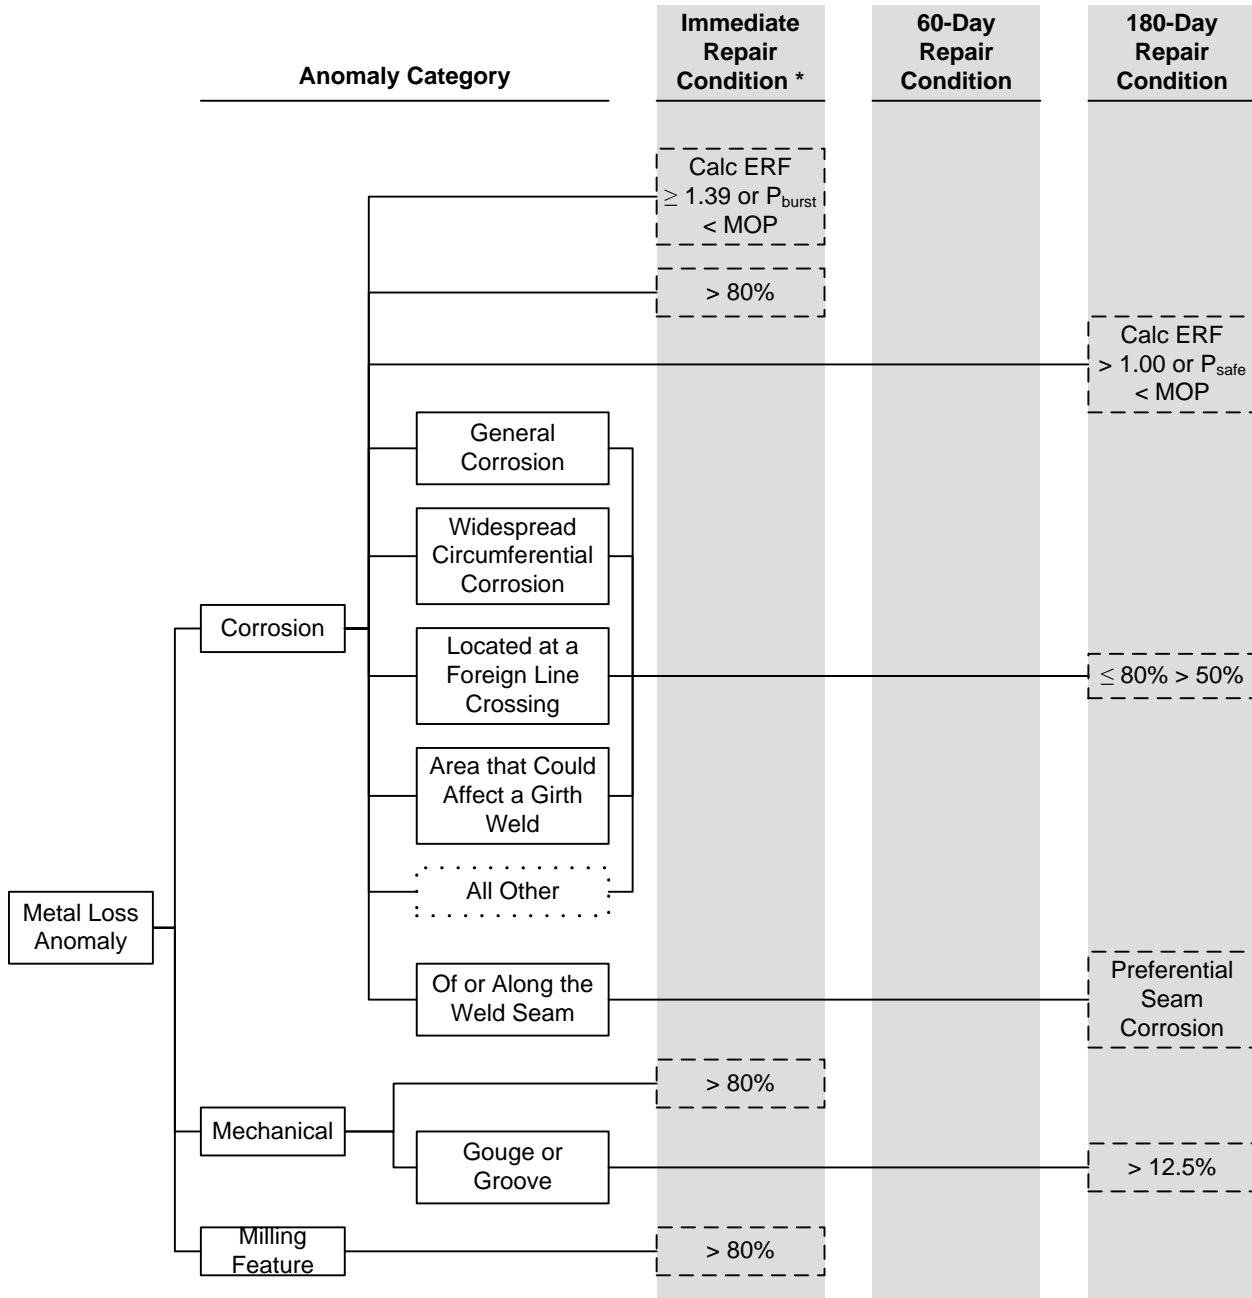 Anomaly Category
Immediate
Repair
Condition *
60-Day
Repair
Condition
180-Day
Repair
Condition
Calc ERF
≥ 1.39 or Pburst
< MOP
> 80%
Calc ERF
> 1.00 or Psafe
< MOP
General
Corrosion
Widespread
Circumferential
Corrosion
Corrosion
Located at a
Foreign Line
Crossing
≤ 80% > 50%
Area that Could
Affect a Girth
Weld
All Other
Metal Loss
Anomaly
Of or Along the
Weld Seam
Preferential
Seam
Corrosion
> 80%
Mechanical
Gouge or
Groove
> 12.5%
Milling
Feature
> 80%